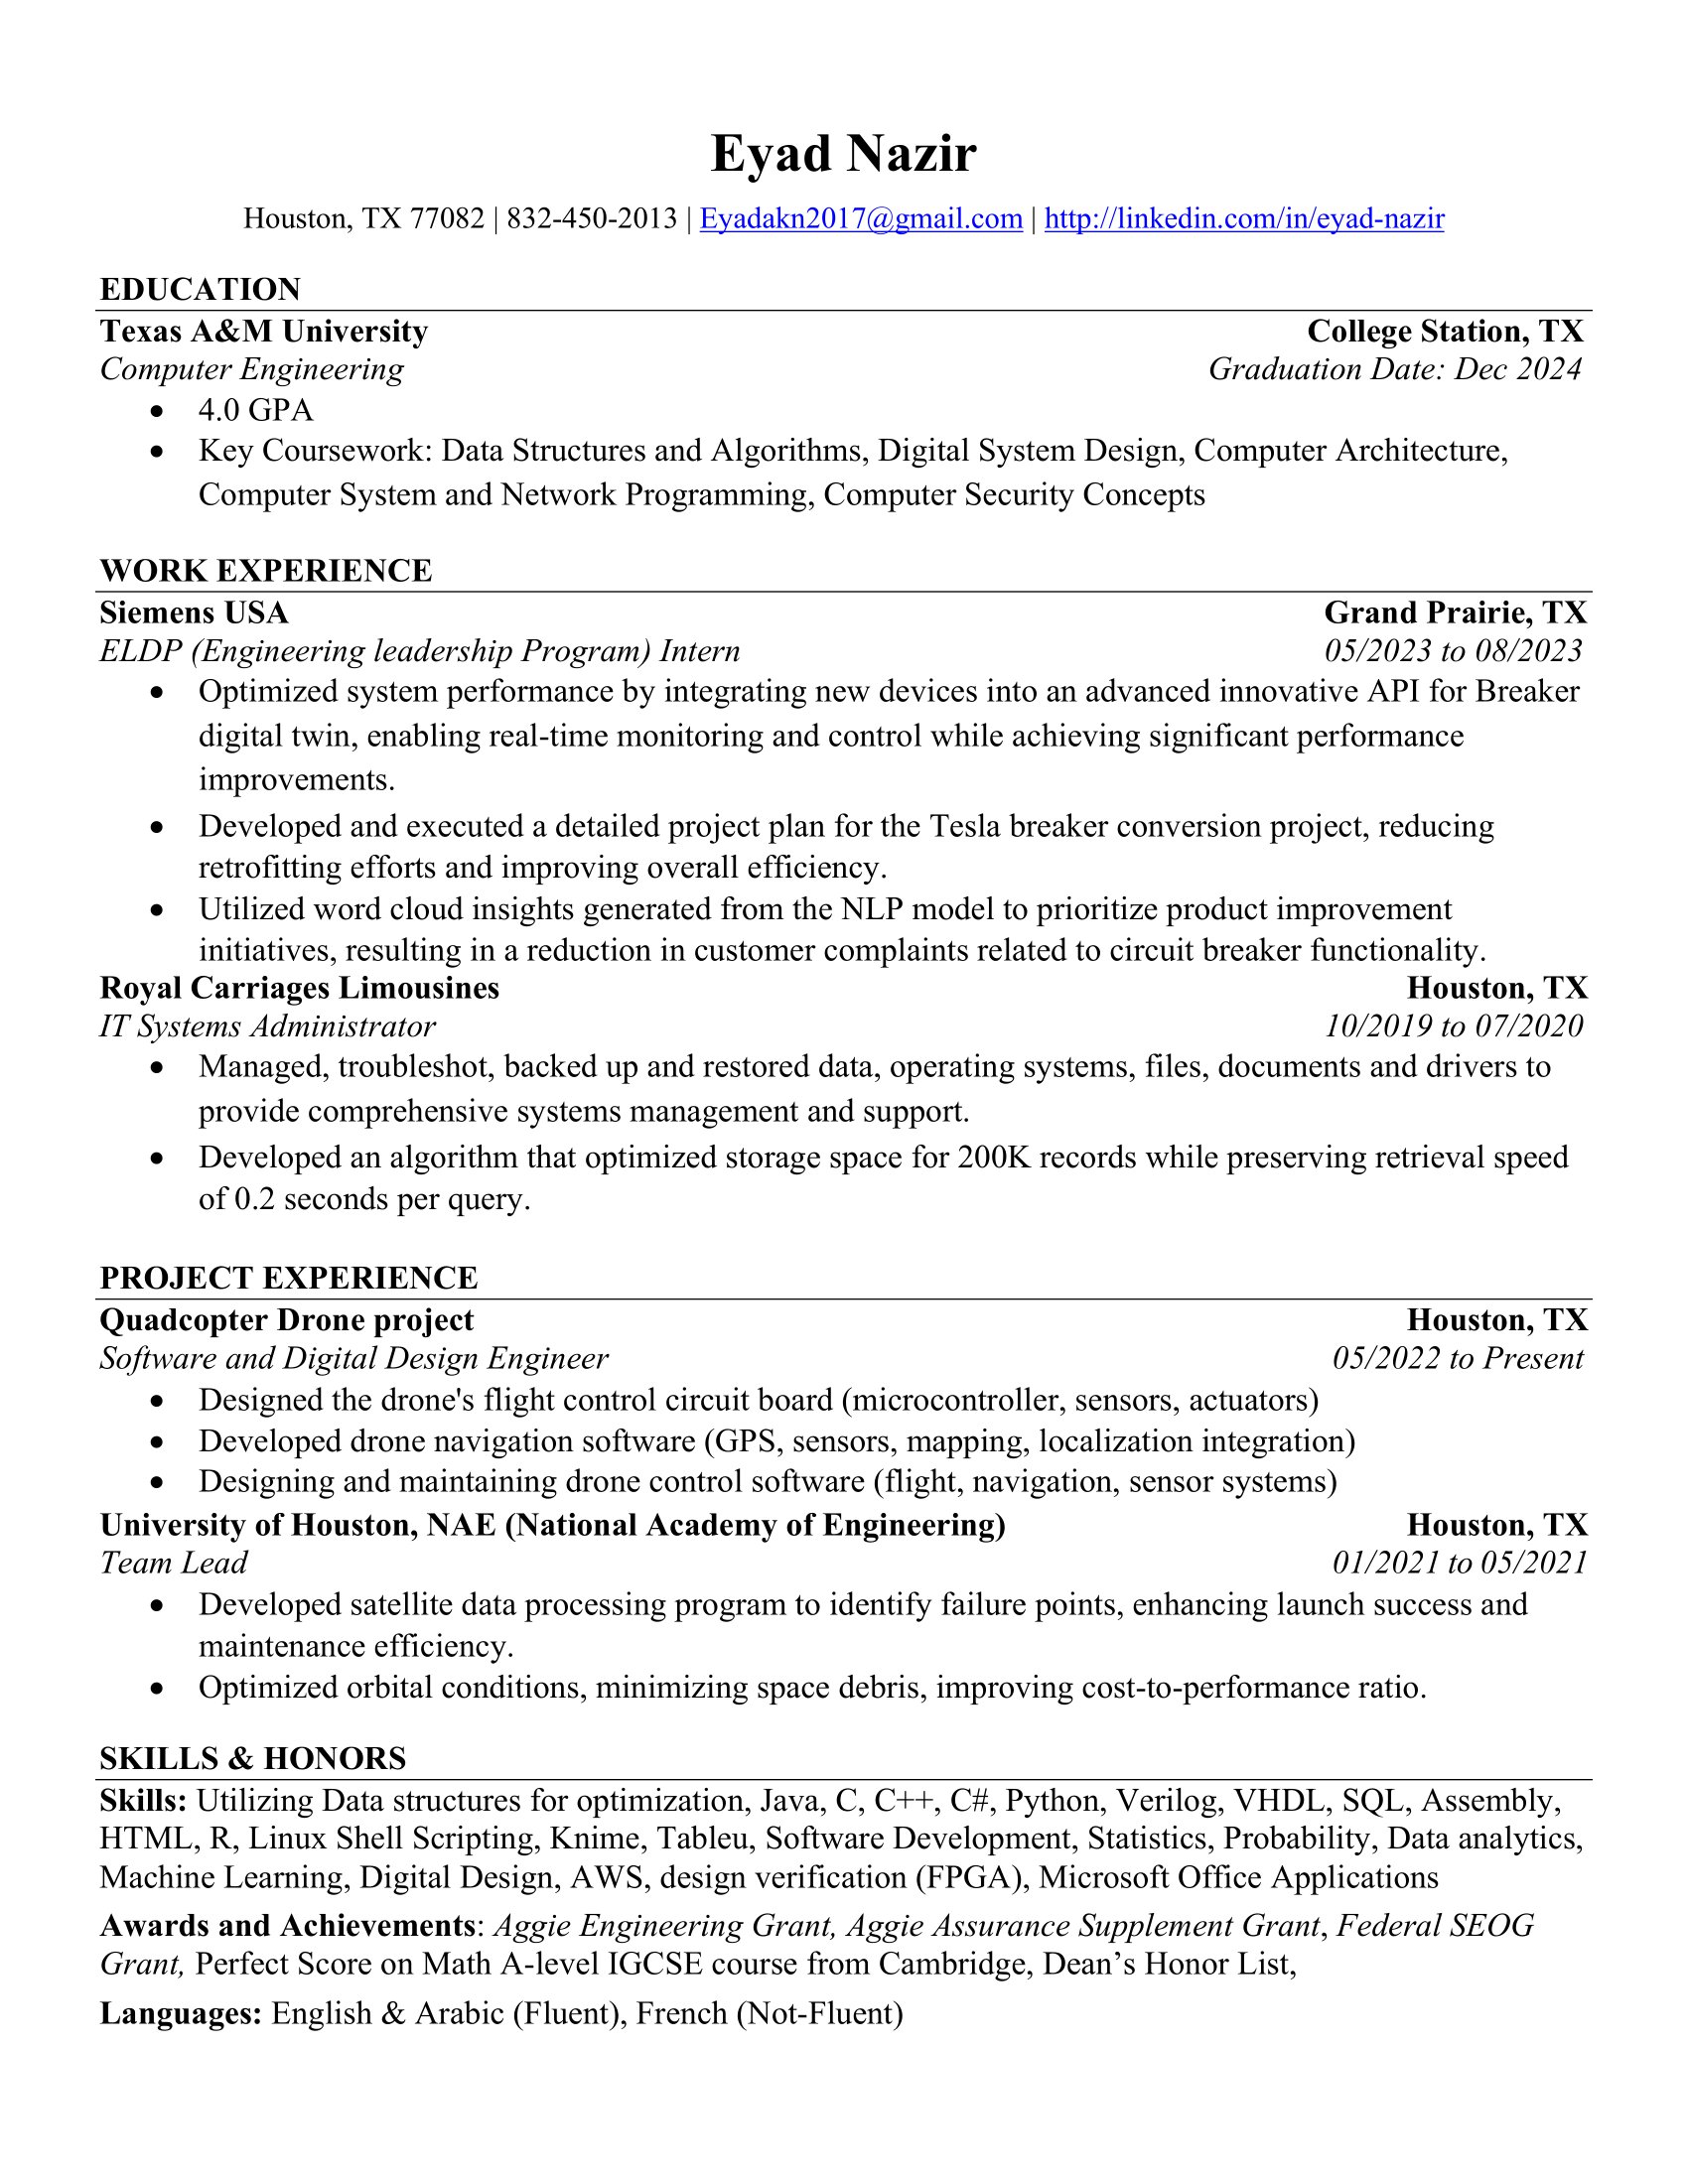 Eyad Nazir
Houston, TX 77082 | 832-450-2013 | Eyadakn2017@gmail.com | http://linkedin.com/in/eyad-nazir
EDUCATION
Texas A&M University College Station, TX
Computer Engineering Graduation Date: Dec 2024
• 4.0 GPA
• Key Coursework: Data Structures and Algorithms, Digital System Design, Computer Architecture,
Computer System and Network Programming, Computer Security Concepts
WORK EXPERIENCE
Siemens USA Grand Prairie, TX
ELDP (Engineering leadership Program) Intern 05/2023 to 08/2023
• Optimized system performance by integrating new devices into an advanced innovative API for Breaker
digital twin, enabling real-time monitoring and control while achieving significant performance
improvements.
• Developed and executed a detailed project plan for the Tesla breaker conversion project, reducing
retrofitting efforts and improving overall efficiency.
• Utilized word cloud insights generated from the NLP model to prioritize product improvement
initiatives, resulting in a reduction in customer complaints related to circuit breaker functionality.
Royal Carriages Limousines Houston, TX
IT Systems Administrator 10/2019 to 07/2020
• Managed, troubleshot, backed up and restored data, operating systems, files, documents and drivers to
provide comprehensive systems management and support.
• Developed an algorithm that optimized storage space for 200K records while preserving retrieval speed
of 0.2 seconds per query.
PROJECT EXPERIENCE
Quadcopter Drone project Houston, TX
Software and Digital Design Engineer 05/2022 to Present
• Designed the drone's flight control circuit board (microcontroller, sensors, actuators)
• Developed drone navigation software (GPS, sensors, mapping, localization integration)
• Designing and maintaining drone control software (flight, navigation, sensor systems)
University of Houston, NAE (National Academy of Engineering) Houston, TX
Team Lead 01/2021 to 05/2021
• Developed satellite data processing program to identify failure points, enhancing launch success and
maintenance efficiency.
• Optimized orbital conditions, minimizing space debris, improving cost-to-performance ratio.
SKILLS & HONORS
Skills: Utilizing Data structures for optimization, Java, C, C++, C#, Python, Verilog, VHDL, SQL, Assembly,
HTML, R, Linux Shell Scripting, Knime, Tableu, Software Development, Statistics, Probability, Data analytics,
Machine Learning, Digital Design, AWS, design verification (FPGA), Microsoft Office Applications
Awards and Achievements: Aggie Engineering Grant, Aggie Assurance Supplement Grant, Federal SEOG
Grant, Perfect Score on Math A-level IGCSE course from Cambridge, Dean’s Honor List,
Languages: English & Arabic (Fluent), French (Not-Fluent)